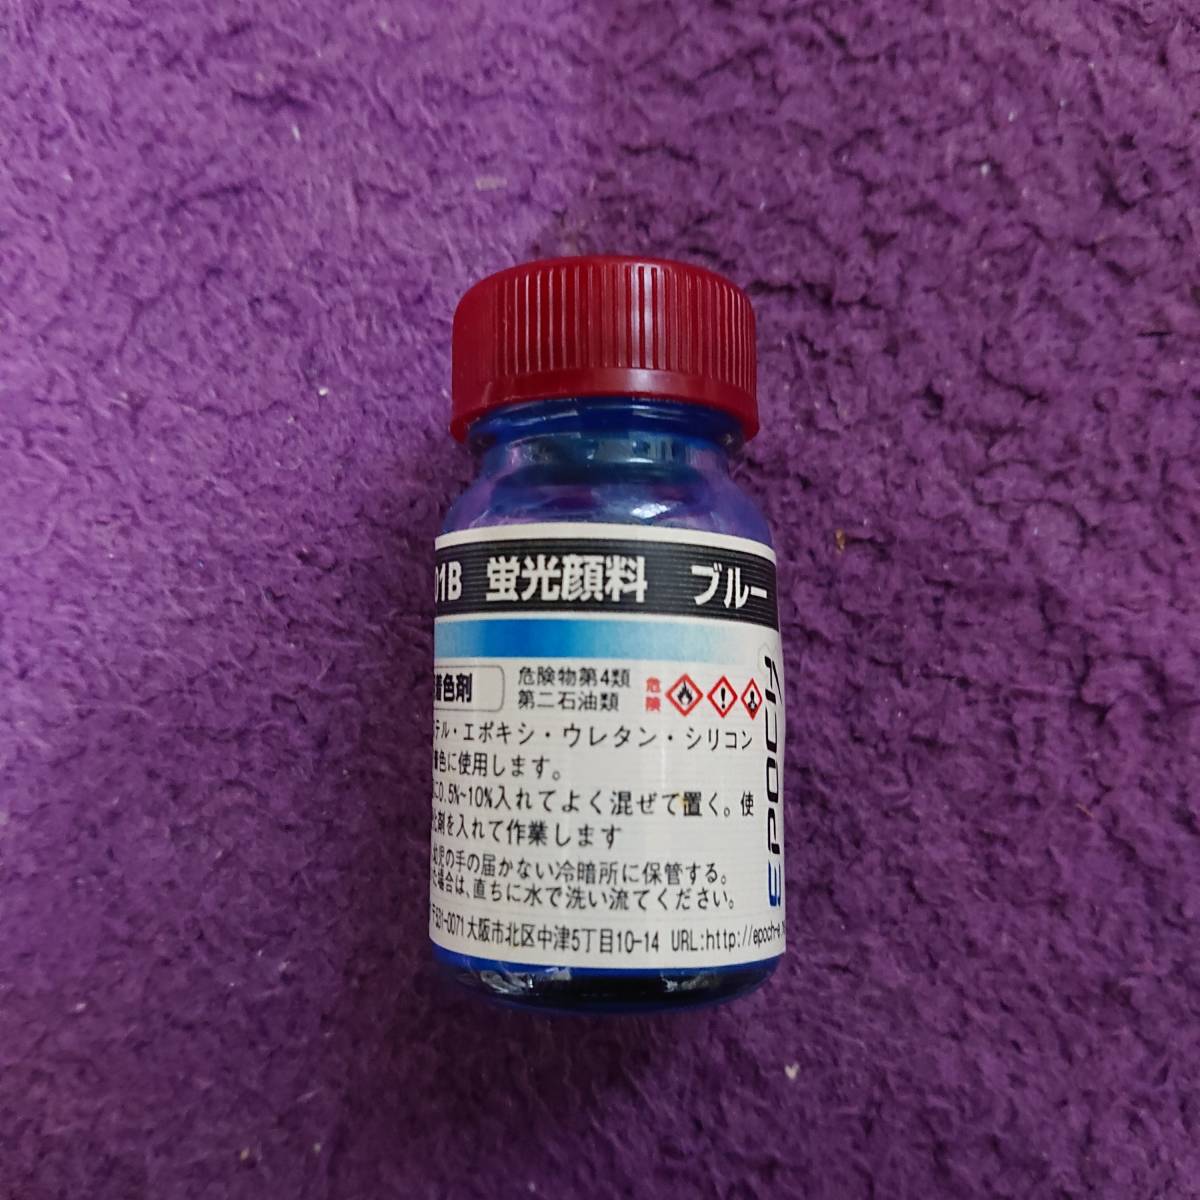 01B 蛍光顔料 ブルー
着色剤
危険物第4類
第二石油類
危険
テル・エポキシ・ウレタン・シリコン
着色に使用します。
に0.5%~10%入れてよく混ぜて置く。使
化剤を入れて作業します
幼児の手の届かない冷暗所に保管する。
た場合は、直ちに水で洗い流してください。
〒531-0071 大阪市北区中津5丁目10-14 URL:http://epoch-e.
EPOCH